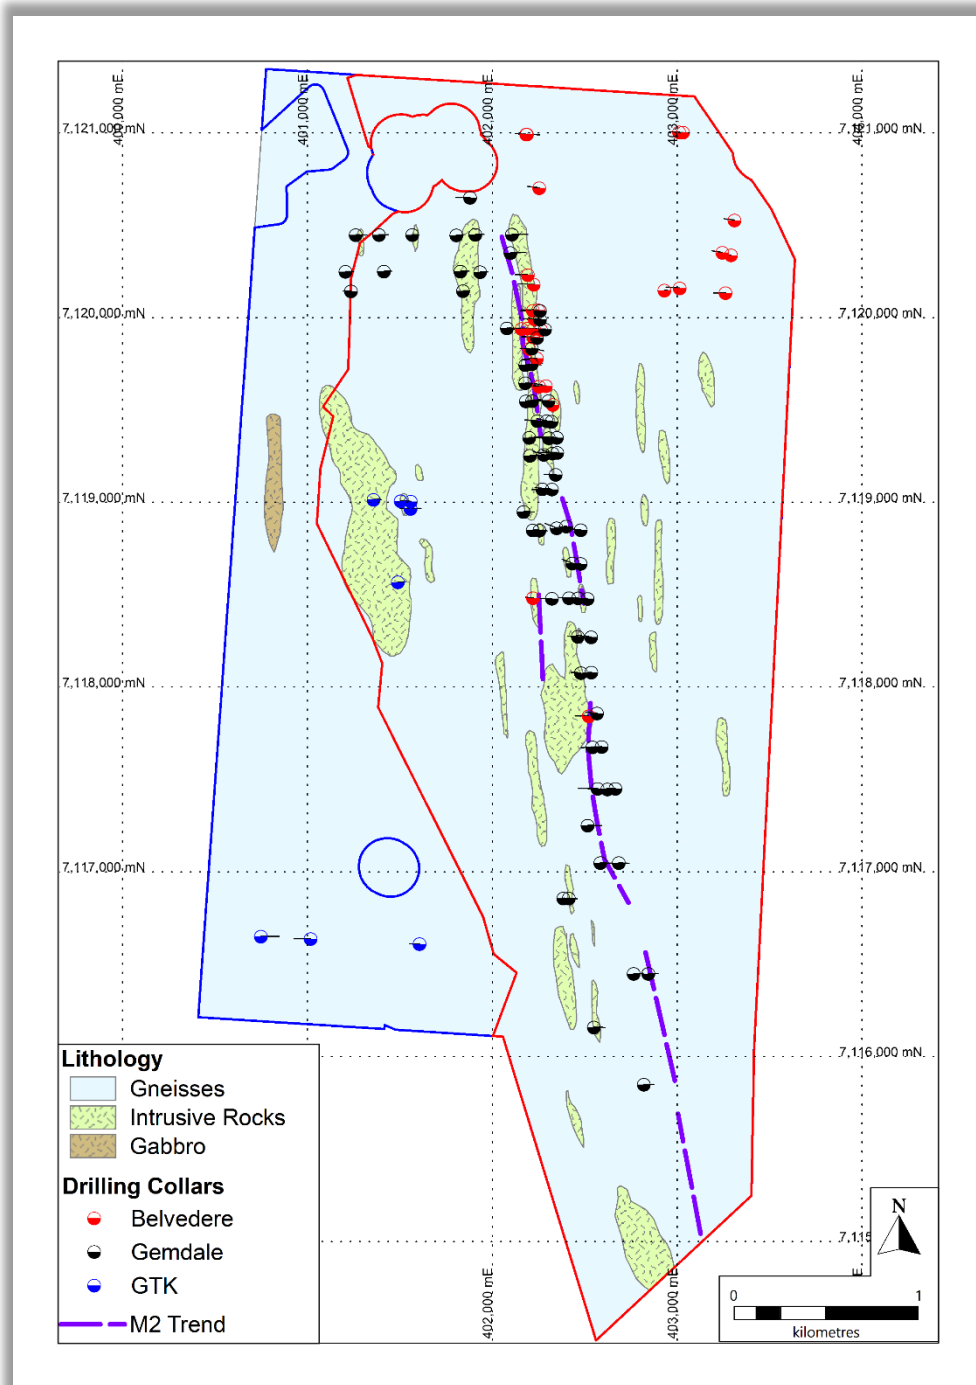 400,000 mE
401,000 mE
402,000 mE
403,000 mE
7,121,000 mN
7,121,000 mN
7,120,000 mN
7,120,000 mN
7,119,000 mN
7,119,000 mN
7,118,000 mN
7,118,000 mN
7,117,000 mN
7,117,000 mN
7,116,000 mN
7,115
402,000 mE
403,000 mE
Lithology
Gneisses
Intrusive Rocks
Gabbro
Drilling Collars
Belvedere
Gemdale
GTK
M2 Trend
N
0 1
kilometres